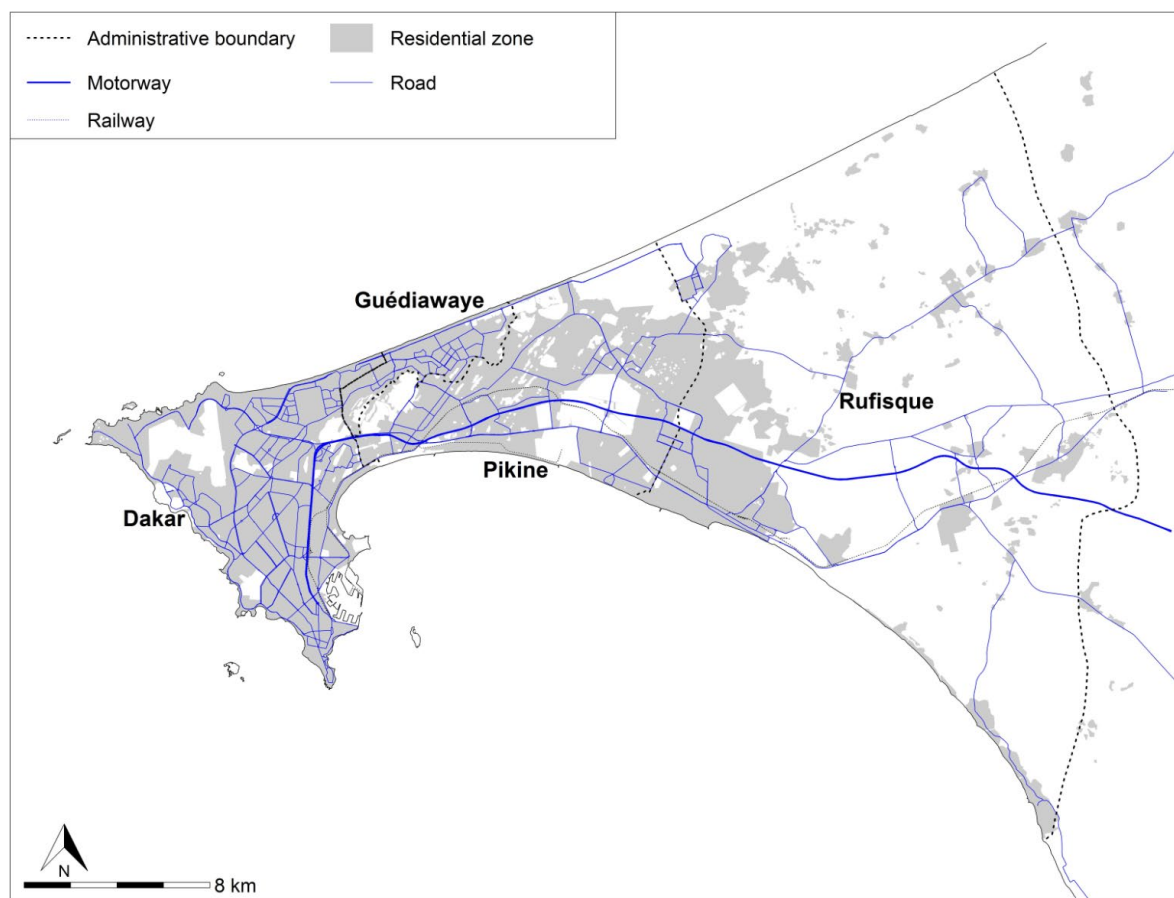 Administrative boundary
Residential zone
Motorway
Road
Railway
Guédiawaye
Rufisque
Pikine
Dakar
N
8 km